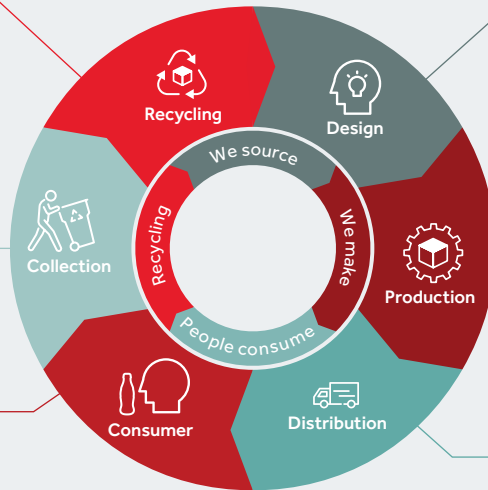 Recycling
Design
Production
Distribution
Consumer
Collection
We source
We make
People consume
Recycling